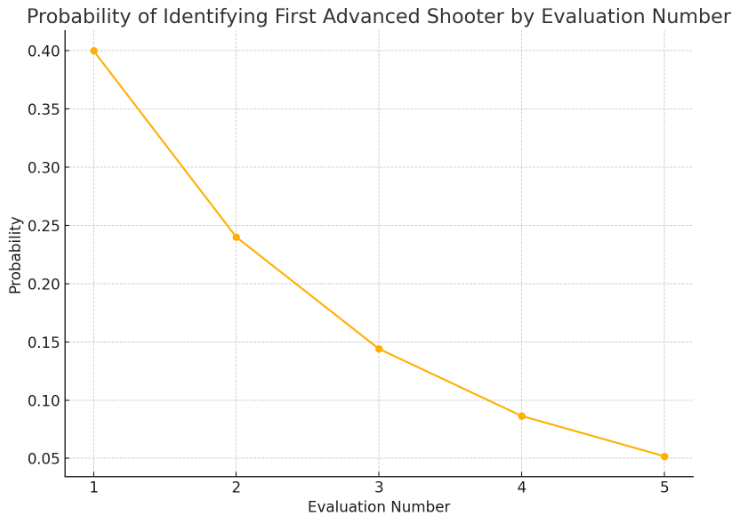 Probability of Identifying First Advanced Shooter by Evaluation Number
0.40
0.35
0.30
0.25
0.20
0.15
0.10
0.05
Probability
1 2 3 4 5
Evaluation Number